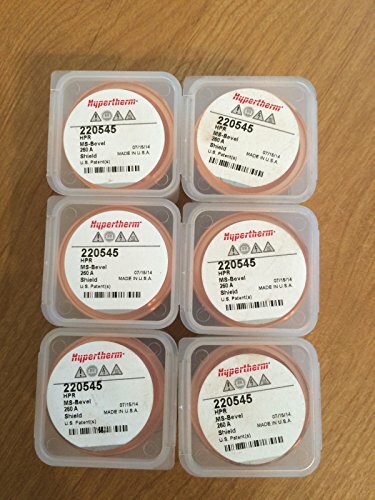 Hypertherm®
220545
HPR
MS-Bevel
260 A
Shield
07/15/14
MADE IN U.S.A.
U.S. Patent(s)
Hypertherm®
220545
HPR
MS-Bevel
260 A
Shield
07/15/14
MADE IN U.S.A.
U.S. Patent(s)
Hypertherm®
220545
HPR
MS-Bevel
260 A
Shield
07/15/14
MADE IN U.S.A.
U.S. Patent(s)
Hypertherm®
220545
HPR
MS-Bevel
260 A
Shield
07/15/14
MADE IN U.S.A.
U.S. Patent(s)
Hypertherm®
220545
HPR
MS-Bevel
260 A
Shield
07/15/14
MADE IN U.S.A.
U.S. Patent(s)
Hypertherm®
220545
HPR
MS-Bevel
260 A
Shield
07/15/14
MADE IN U.S.A.
U.S. Patent(s)